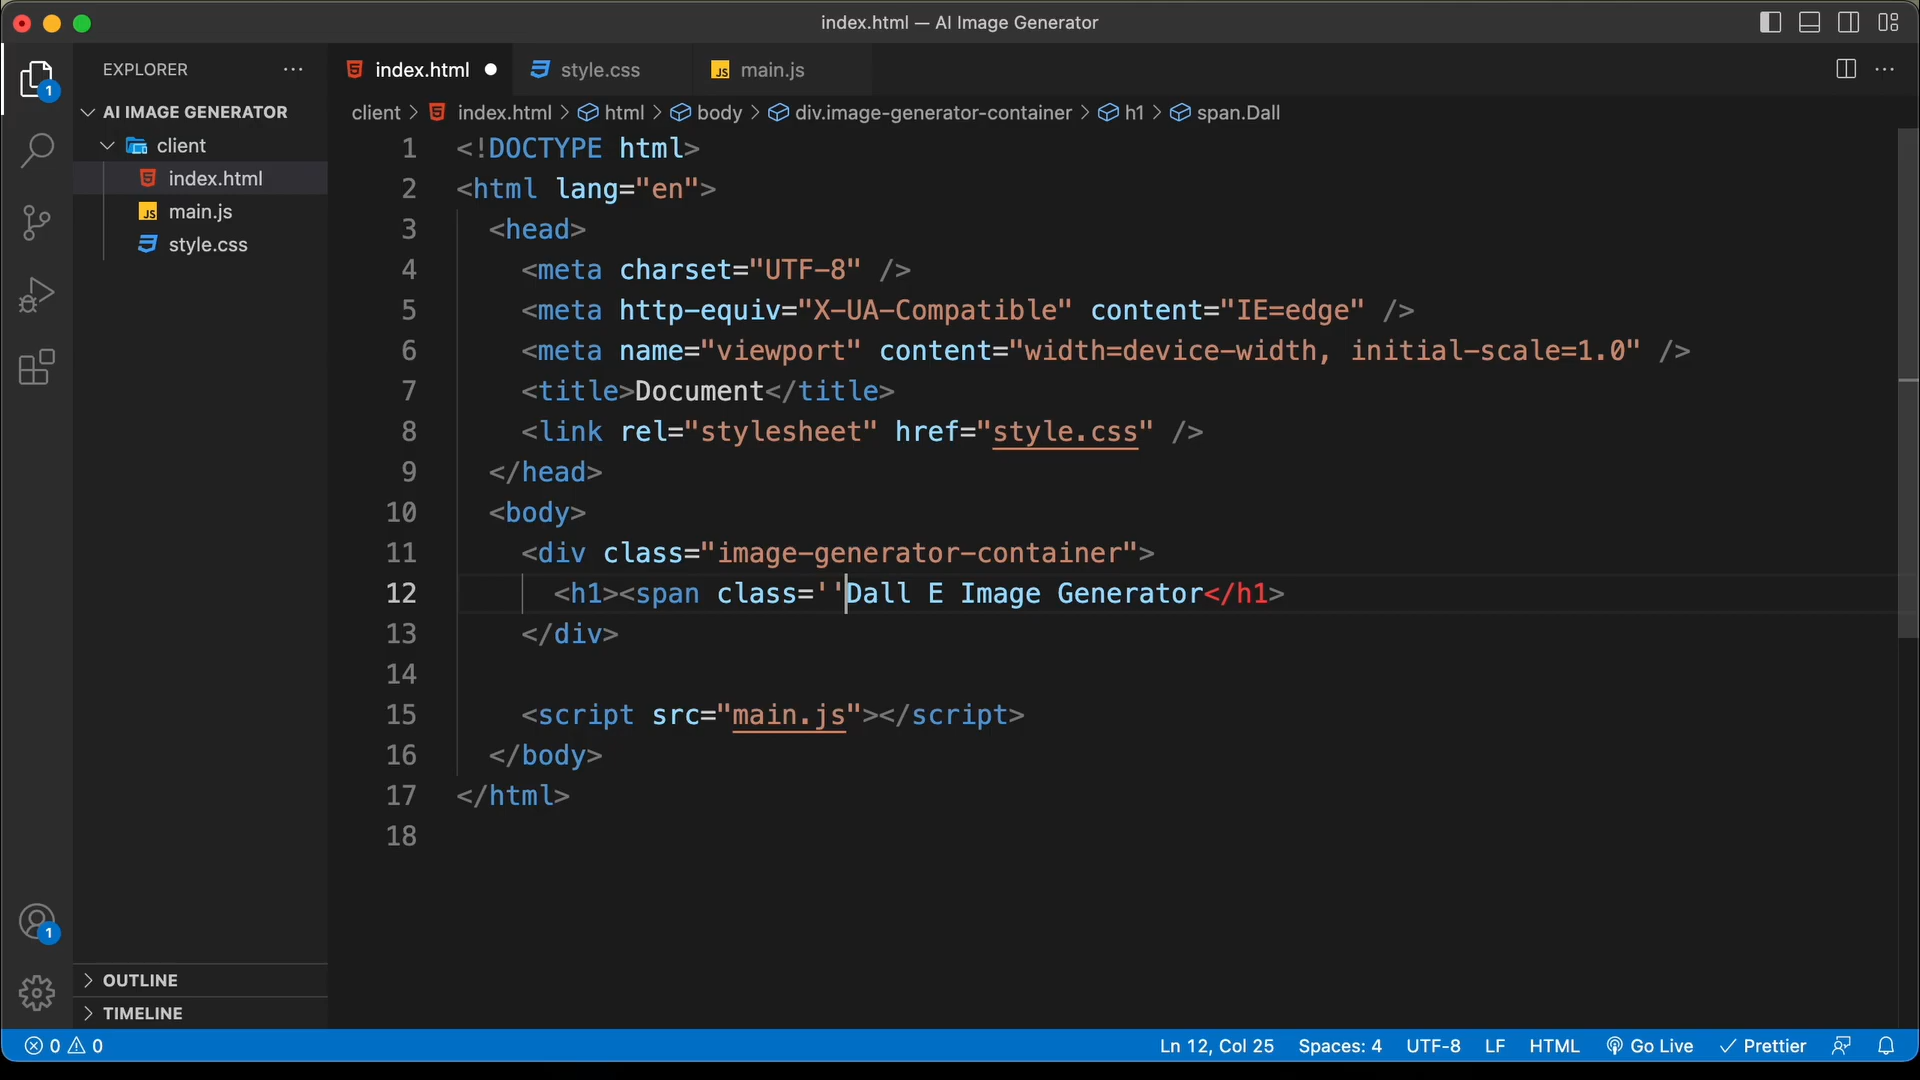 index.html — AI Image Generator
EXPLORER
index.html
style.css
JS main.js
1
AI IMAGE GENERATOR
client
index.html
JS main.js
style.css
client > index.html > html > body > div.image-generator-container > h1 > span.Dall
1 <!DOCTYPE html>
2 <html lang="en">
3 <head>
4 <meta charset="UTF-8" />
5 <meta http-equiv="X-UA-Compatible" content="IE=edge" />
6 <meta name="viewport" content="width=device-width, initial-scale=1.0" />
7 <title>Document</title>
8 <link rel="stylesheet" href="style.css" />
9 </head>
10 <body>
11 <div class="image-generator-container">
12 <h1><span class=''Dall E Image Generator</h1>
13 </div>
14
15 <script src="main.js"></script>
16 </body>
17 </html>
18
1
OUTLINE
TIMELINE
0 0
Ln 12, Col 25 Spaces: 4 UTF-8 LF HTML Go Live Prettier